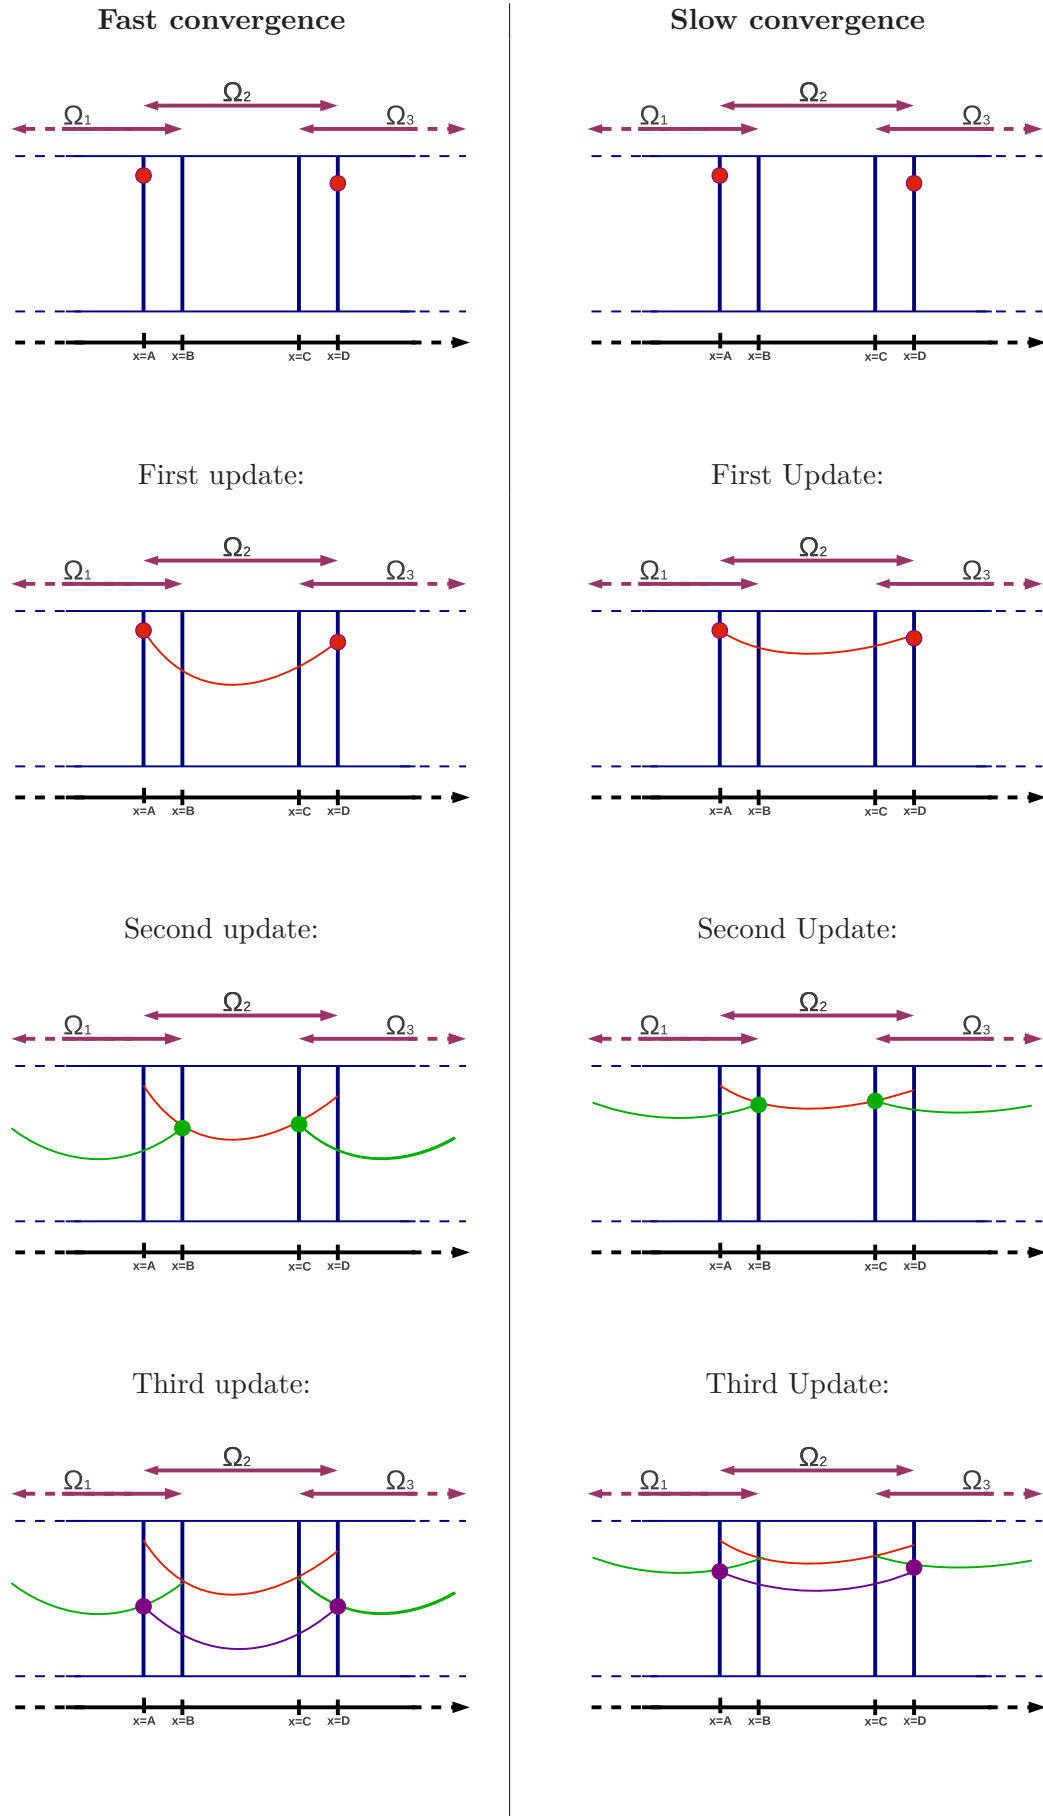 Fast convergence
Ω2
Ω1
Ω3
x=A x=B x=C x=D
First update:
Ω2
Ω1
Ω3
x=A x=B x=C x=D
Second update:
Ω2
Ω1
Ω3
x=A x=B x=C x=D
Third update:
Ω2
Ω1
Ω3
x=A x=B x=C x=D
Slow convergence
Ω2
Ω1
Ω3
x=A x=B x=C x=D
First Update:
Ω2
Ω1
Ω3
x=A x=B x=C x=D
Second Update:
Ω2
Ω1
Ω3
x=A x=B x=C x=D
Third Update:
Ω2
Ω1
Ω3
x=A x=B x=C x=D